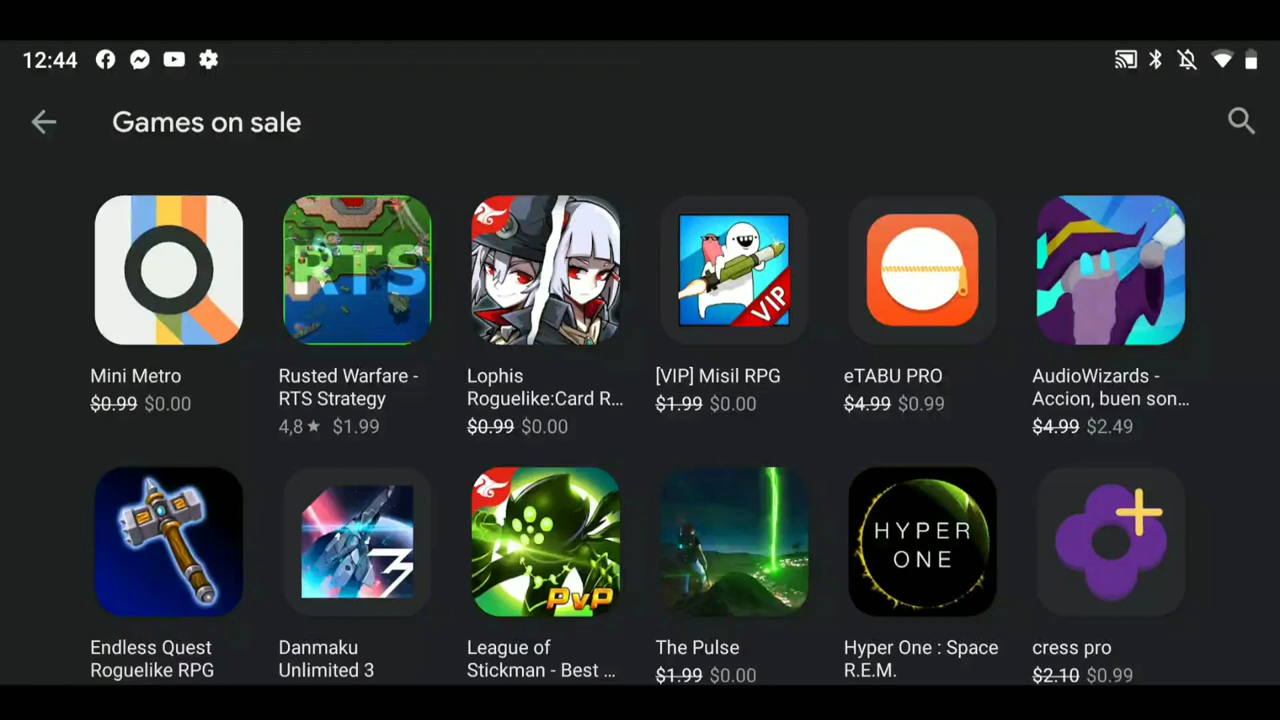 12:44
Games on sale
RTS
VIP
Mini Metro
$0.99 $0.00
Rusted Warfare -
RTS Strategy
4,8★ $1.99
Lophis
Roguelike:Card R...
$0.99 $0.00
[VIP] Misil RPG
$1.99 $0.00
eTABU PRO
$4.99 $0.99
AudioWizards -
Accion, buen son...
$4.99 $2.49
3
PvP
HYPER
ONE
Endless Quest
Roguelike RPG
Danmaku
Unlimited 3
League of
Stickman - Best ...
The Pulse
$1.99 $0.00
Hyper One : Space
R.E.M.
cress pro
$2.10 $0.99